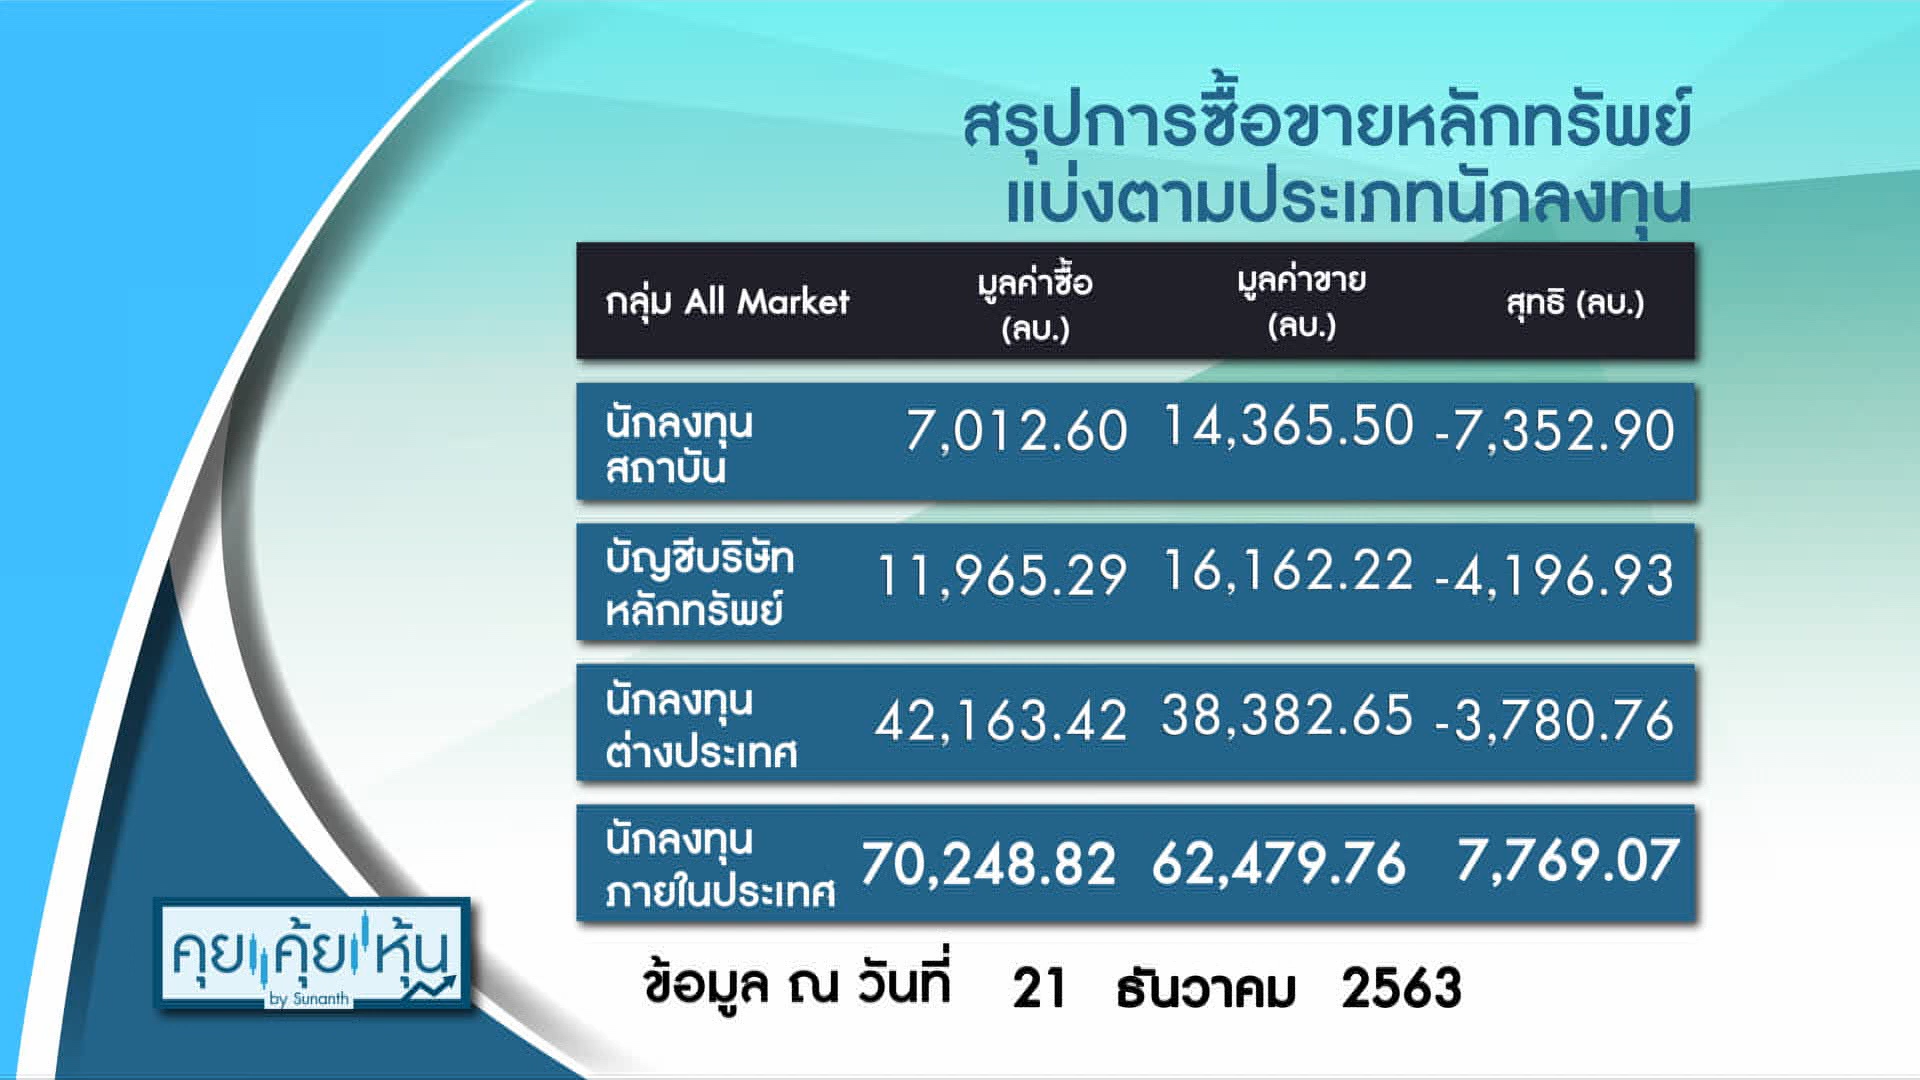 สรุปการซื้อขายหลักทรัพย์
แบ่งตามประเภทนักลงทุน
กลุ่ม All Market มูลค่าซื้อ (ลบ.) มูลค่าขาย (ลบ.) สุทธิ (ลบ.)
นักลงทุน
สถาบัน 7,012.60 14,365.50 -7,352.90
บัญชีบริษัท
หลักทรัพย์ 11,965.29 16,162.22 -4,196.93
นักลงทุน
ต่างประเทศ 42,163.42 38,382.65 -3,780.76
นักลงทุน
ภายในประเทศ 70,248.82 62,479.76 7,769.07
ข้อมูล ณ วันที่ 21 ธันวาคม 2563
คุย คุ้ย หุ้น
by Sunanth